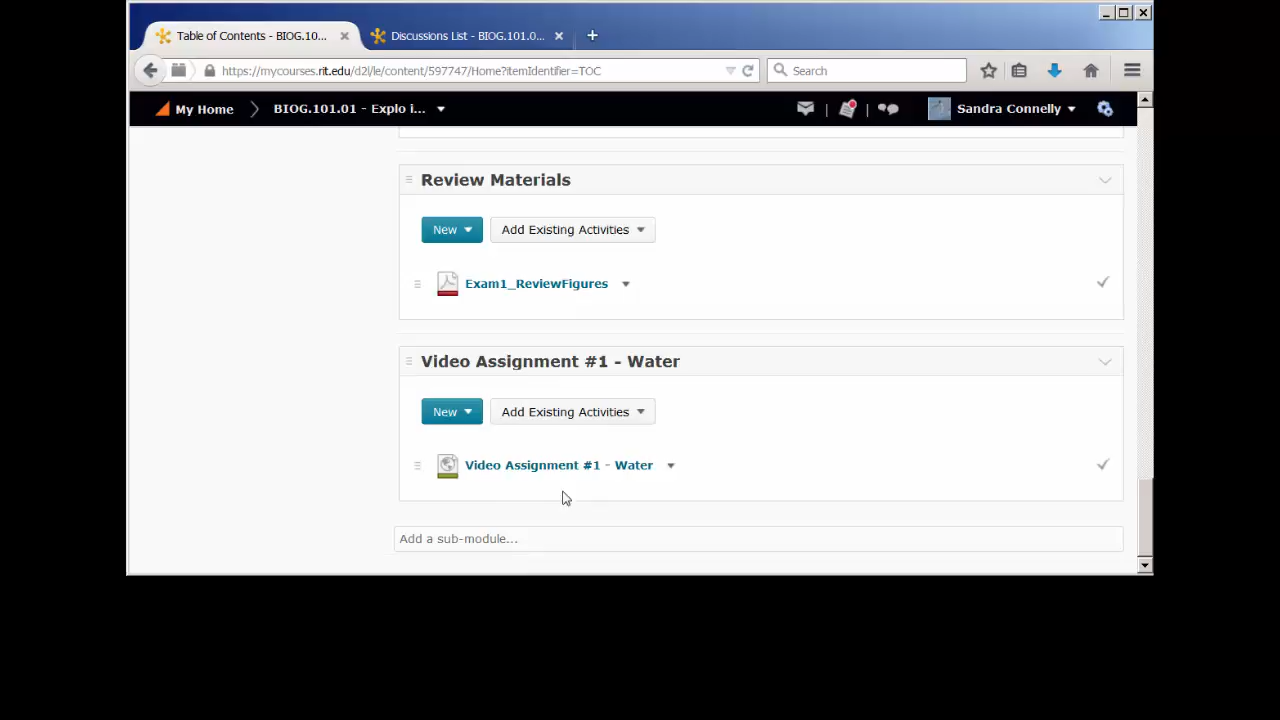 Table of Contents - BIOG.10...
Discussions List - BIOG.101.0...
https://mycourses.rit.edu/d2l/le/content/597747/Home?itemIdentifier=TOC
Search
My Home
BIOG.101.01 - Explo i...
Sandra Connelly
Review Materials
New
Add Existing Activities
Exam1_ReviewFigures
Video Assignment #1 - Water
New
Add Existing Activities
Video Assignment #1 - Water
Add a sub-module...